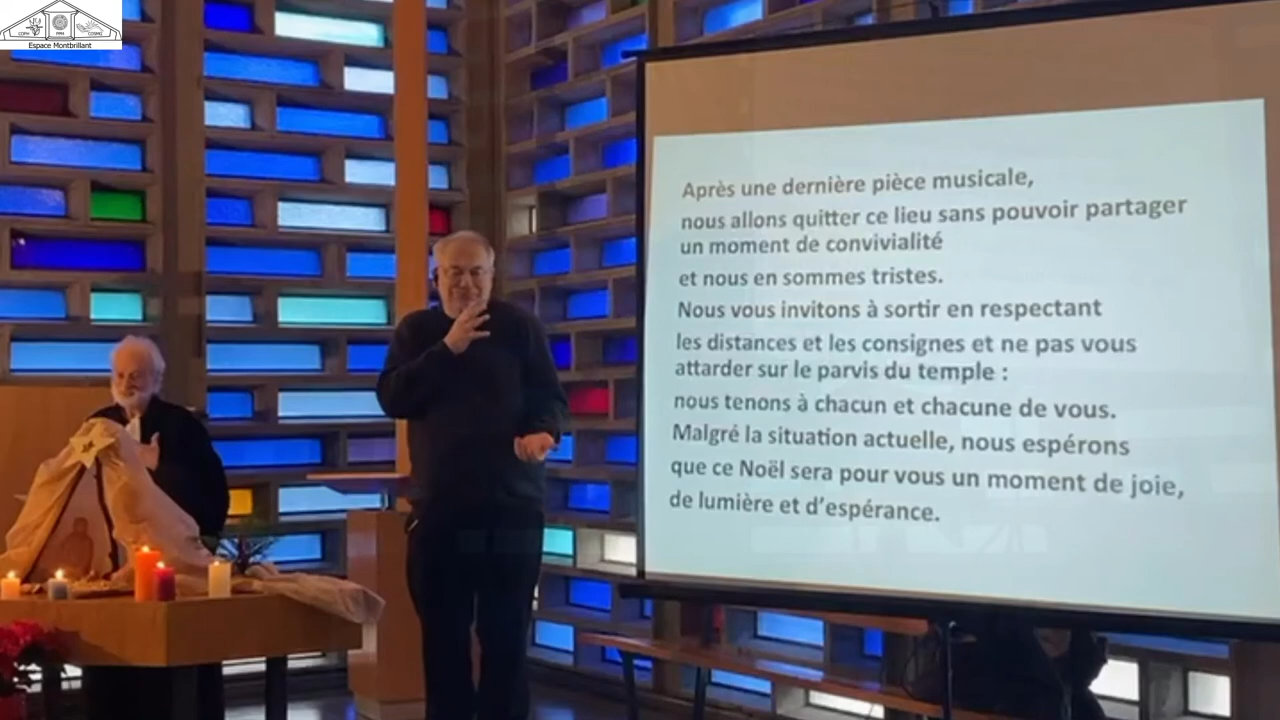 COPH PPM COSMG
Espace Montbrillant
Après une dernière pièce musicale,
nous allons quitter ce lieu sans pouvoir partager
un moment de convivialité
et nous en sommes tristes.
Nous vous invitons à sortir en respectant
les distances et les consignes et ne pas vous
attarder sur le parvis du temple :
nous tenons à chacun et chacune de vous.
Malgré la situation actuelle, nous espérons
que ce Noël sera pour vous un moment de joie,
de lumière et d'espérance.